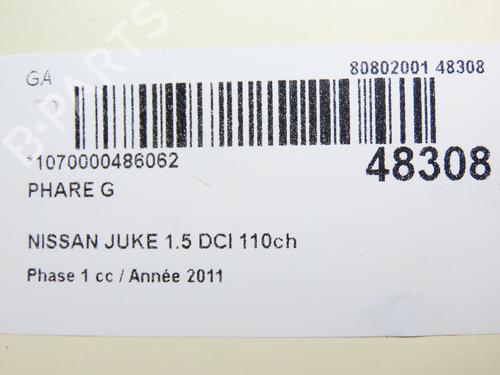 GA
80802001 48308
*1070000486062
48308
PHARE G
NISSAN JUKE 1.5 DCI 110ch
Phase 1 cc / Année 2011
B-PARTS